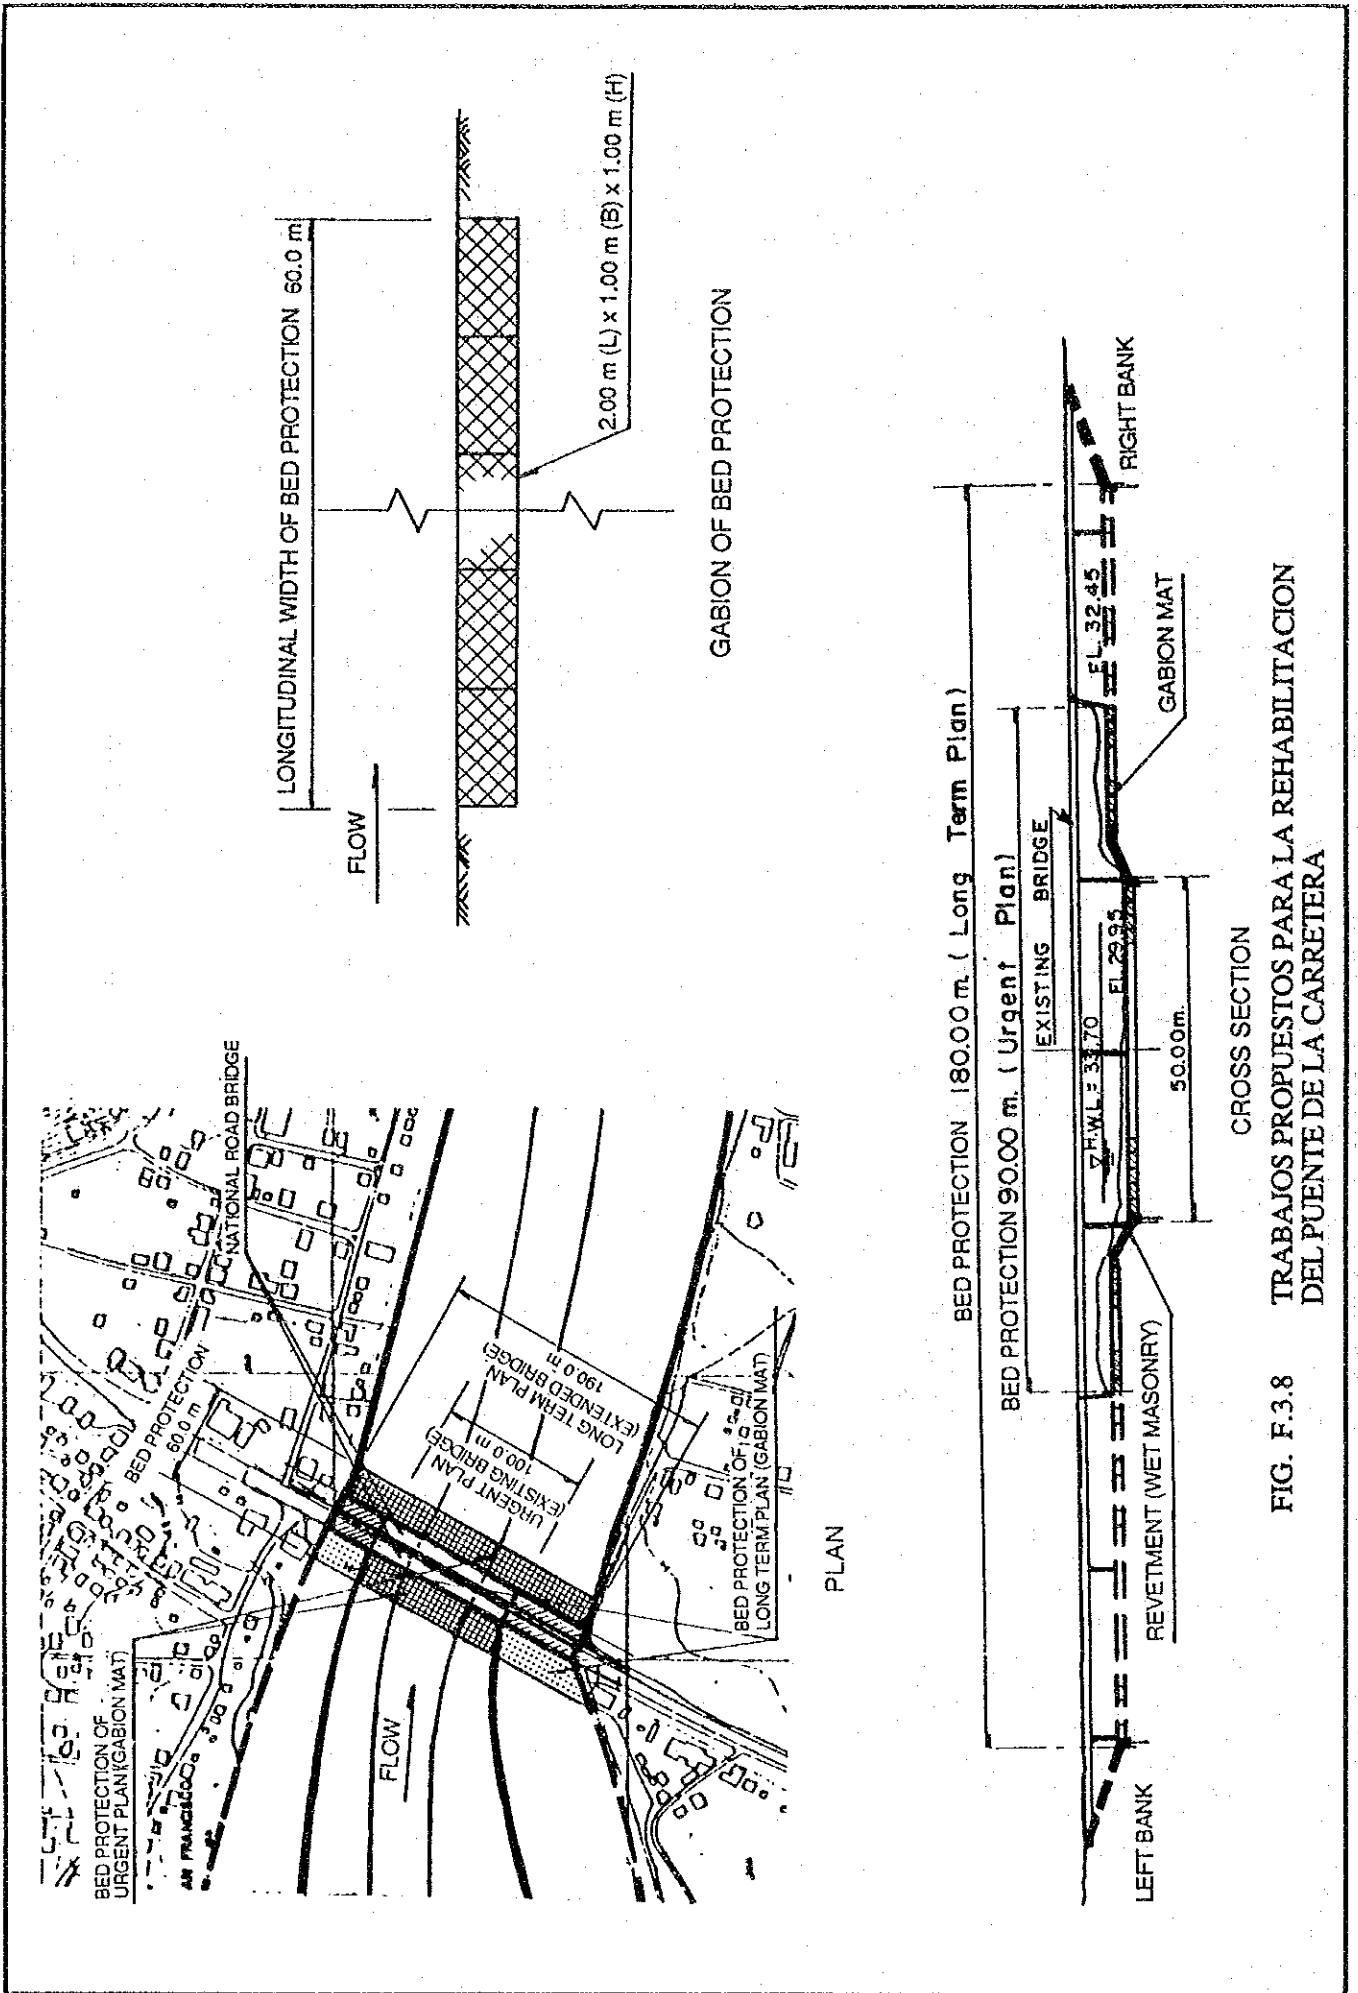 BED PROTECTION OF
URGENT PLAN(GABION MAT)
AN FRANCISCO
BED PROTECTION
60.0 m
NATIONAL ROAD BRIDGE
FLOW
URGENT PLAN
(EXISTING BRIDGE)
100.0 m
LONG TERM PLAN
(EXTENDED BRIDGE)
190.0 m
BED PROTECTION OF
LONG TERM PLAN (GABION MAT)
PLAN
LONGITUDINAL WIDTH OF BED PROTECTION 60.0 m
FLOW
2.00 m (L) x 1.00 m (B) x 1.00 m (H)
GABION OF BED PROTECTION
BED PROTECTION 180.00 m. ( Long Term Plan )
BED PROTECTION 90.00 m. ( Urgent Plan)
EXISTING BRIDGE
H.W.L = 33.70
EL. 29.95
EL. 32.45
50.00m.
GABION MAT
REVETMENT (WET MASONRY)
LEFT BANK
RIGHT BANK
CROSS SECTION
FIG. F.3.8 TRABAJOS PROPUESTOS PARA LA REHABILITACION
DEL PUENTE DE LA CARRETERA